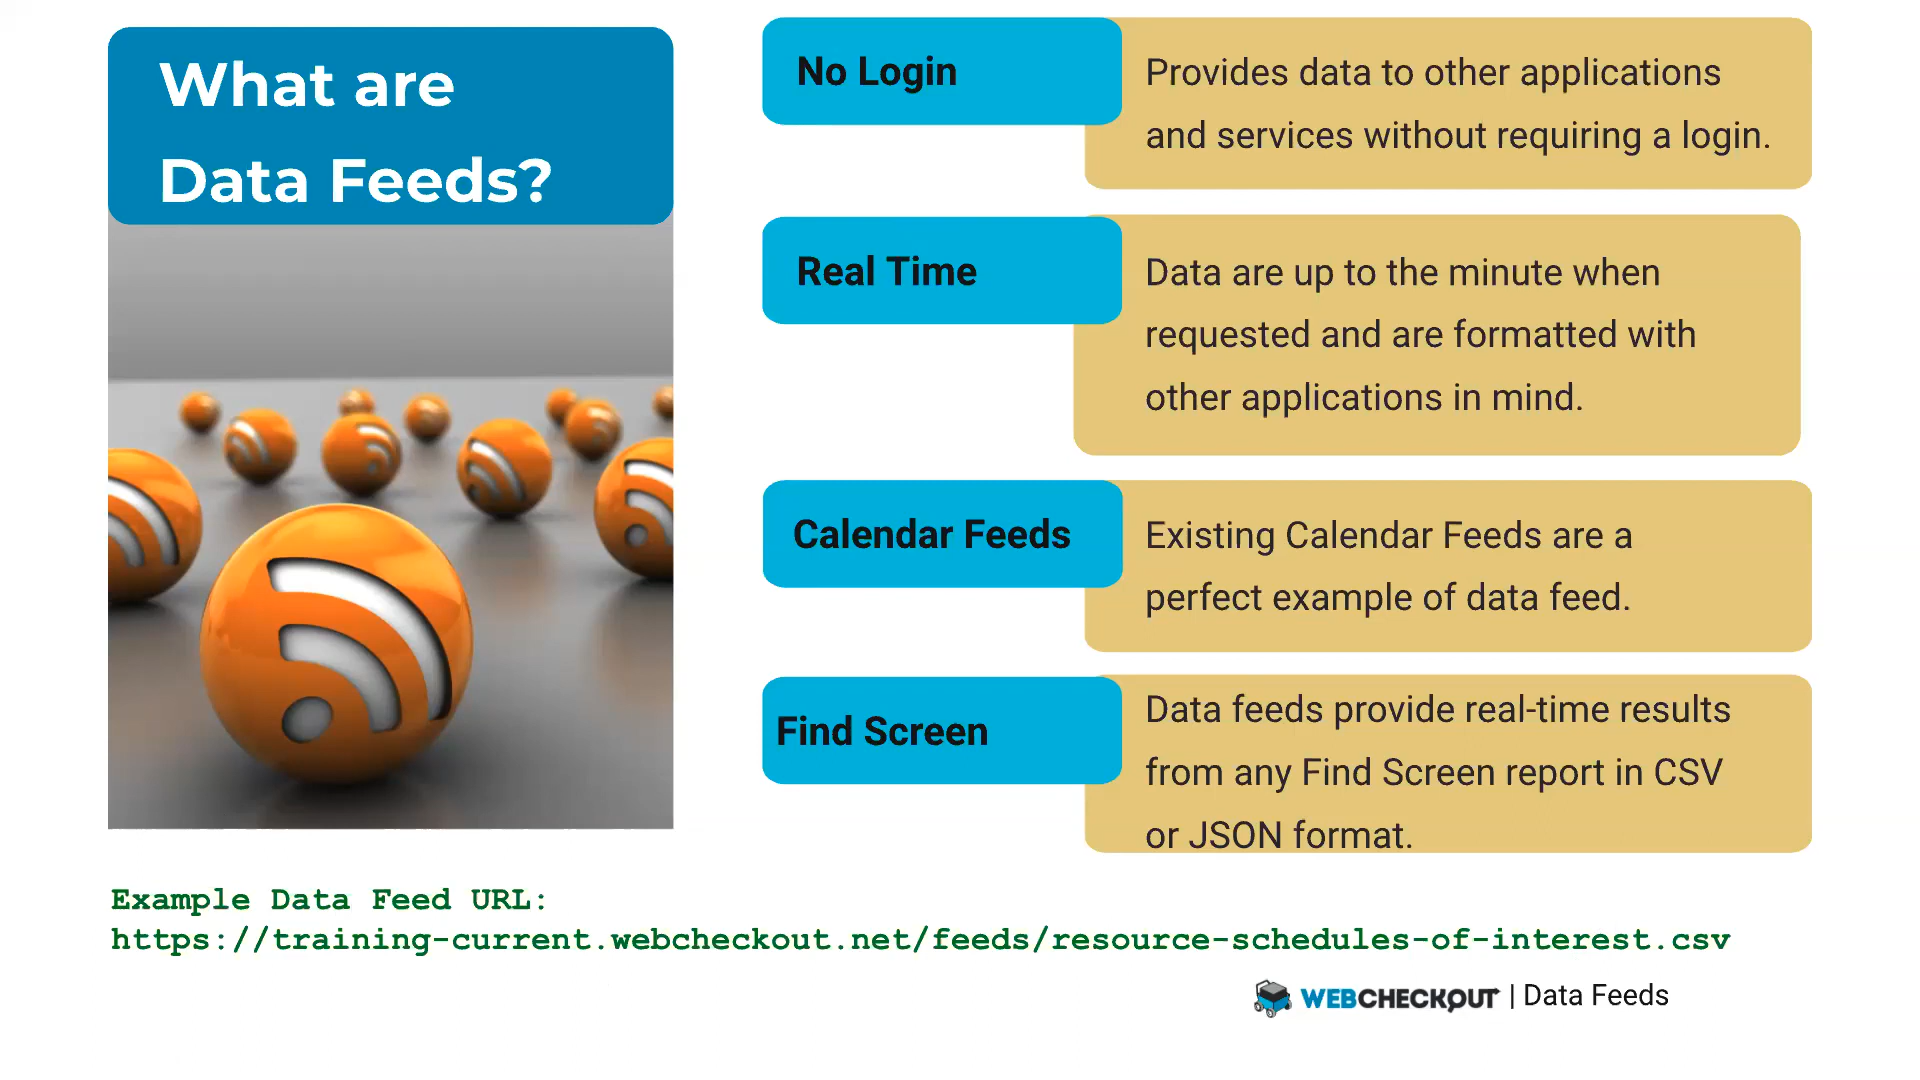 What are
Data Feeds?
No Login
Provides data to other applications
and services without requiring a login.
Real Time
Data are up to the minute when
requested and are formatted with
other applications in mind.
Calendar Feeds
Existing Calendar Feeds are a
perfect example of data feed.
Find Screen
Data feeds provide real-time results
from any Find Screen report in CSV
or JSON format.
Example Data Feed URL:
https://training-current.webcheckout.net/feeds/resource-schedules-of-interest.csv
WEBCHECKOUT | Data Feeds